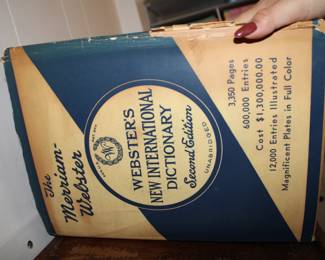 The
Merriam-
Webster
WEBSTER'S
NEW INTERNATIONAL
DICTIONARY
Second Edition
UNABRIDGED
3,350 Pages
600,000 Entries
Cost $1,300,000.00
12,000 Entries Illustrated
Magnificent Plates in Full Color